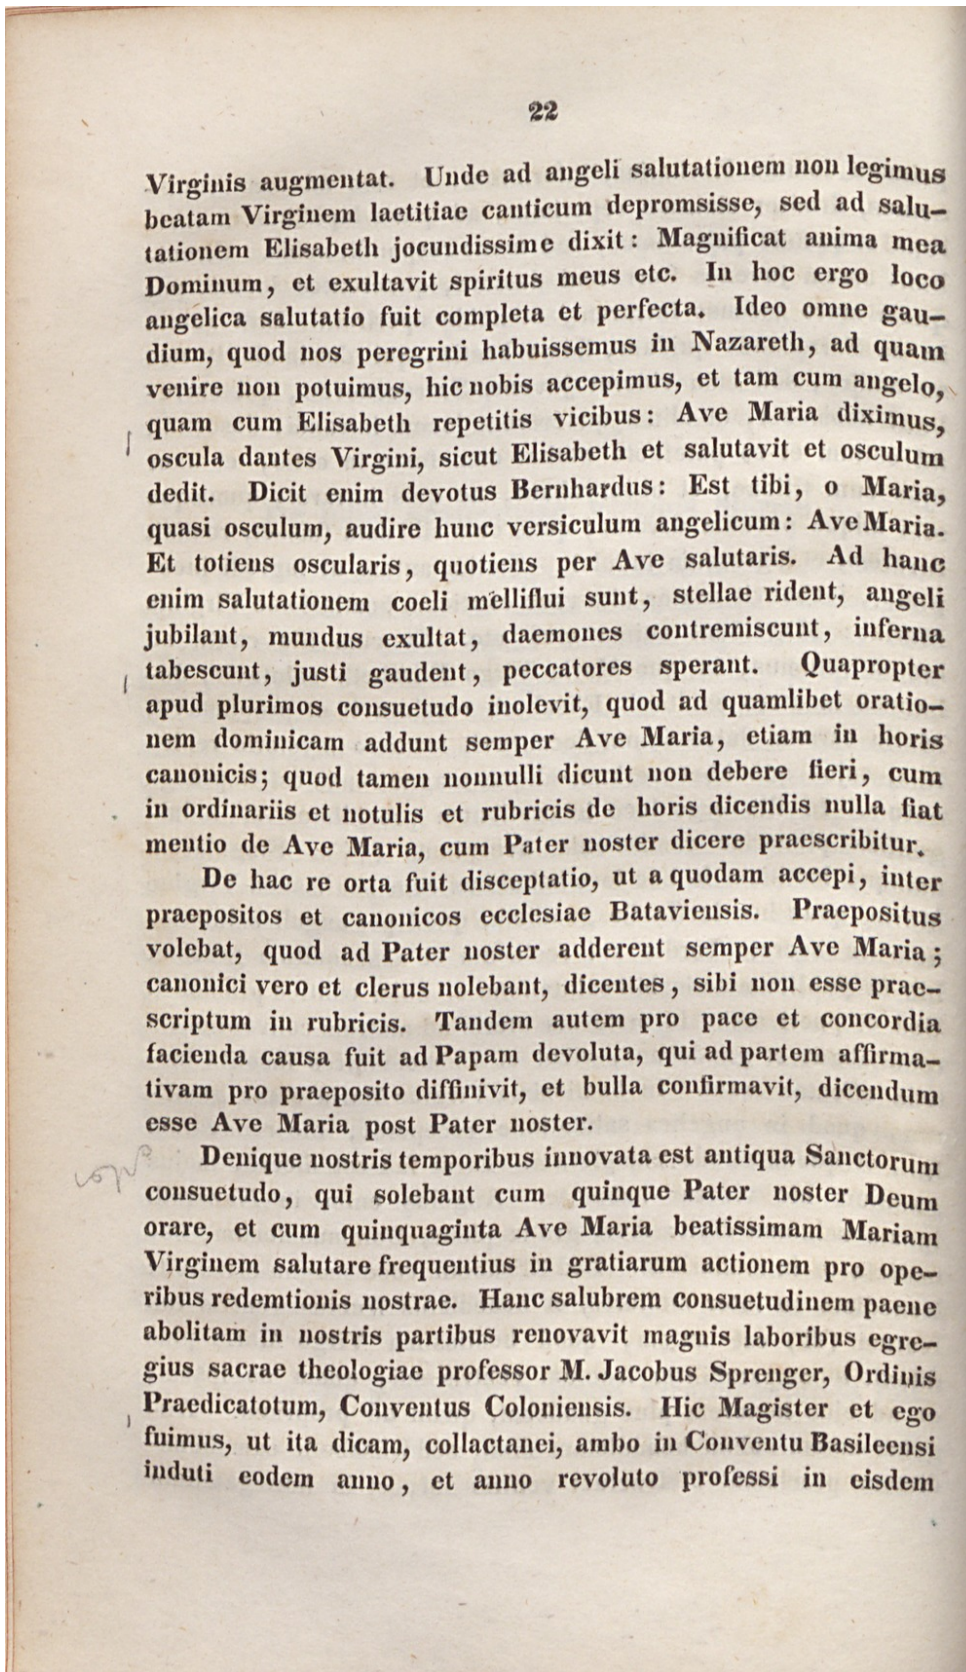 22
Virginis augmentat. Unde ad angeli salutationem non legimus
beatam Virginem laetitiae canticum depromsisse, sed ad salu-
tationem Elisabeth jocundissime dixit: Magnificat anima mea
Dominum, et exultavit spiritus meus etc. In hoc ergo loco
angelica salutatio fuit completa et perfecta. Ideo omne gau-
dium, quod nos peregrini habuissemus in Nazareth, ad quam
venire non potuimus, hic nobis accepimus, et tam cum angelo,
quam cum Elisabeth repetitis vicibus: Ave Maria diximus,
oscula dantes Virgini, sicut Elisabeth et salutavit et osculum
dedit. Dicit enim devotus Bernhardus: Est tibi, o Maria,
quasi osculum, audire hunc versiculum angelicum: Ave Maria.
Et totiens oscularis, quotiens per Ave salutaris. Ad hanc
enim salutationem coeli melliflui sunt, stellae rident, angeli
jubilant, mundus exultat, daemones contremiscunt, inferna
tabescunt, justi gaudent, peccatores sperant. Quapropter
apud plurimos consuetudo inolevit, quod ad quamlibet oratio-
nem dominicam addunt semper Ave Maria, etiam in horis
canonicis; quod tamen nonnulli dicunt non debere fieri, cum
in ordinariis et notulis et rubricis de horis dicendis nulla fiat
mentio de Ave Maria, cum Pater noster dicere praescribitur.
De hac re orta fuit disceptatio, ut a quodam accepi, inter
praepositos et canonicos ecclesiae Bataviensis. Praepositus
volebat, quod ad Pater noster adderent semper Ave Maria;
canonici vero et clerus nolebant, dicentes, sibi non esse prae-
scriptum in rubricis. Tandem autem pro pace et concordia
facienda causa fuit ad Papam devoluta, qui ad partem affirma-
tivam pro praeposito diffinivit, et bulla confirmavit, dicendum
esse Ave Maria post Pater noster.
Denique nostris temporibus innovata est antiqua Sanctorum
consuetudo, qui solebant cum quinque Pater noster Deum
orare, et cum quinquaginta Ave Maria beatissimam Mariam
Virginem salutare frequentius in gratiarum actionem pro ope-
ribus redemtionis nostrae. Hanc salubrem consuetudinem paene
abolitam in nostris partibus renovavit magnis laboribus egre-
gius sacrae theologiae professor M. Jacobus Sprenger, Ordinis
Praedicatotum, Conventus Coloniensis. Hic Magister et ego
fuimus, ut ita dicam, collactanei, ambo in Conventu Basileensi
induti eodem anno, et anno revoluto professi in eisdem